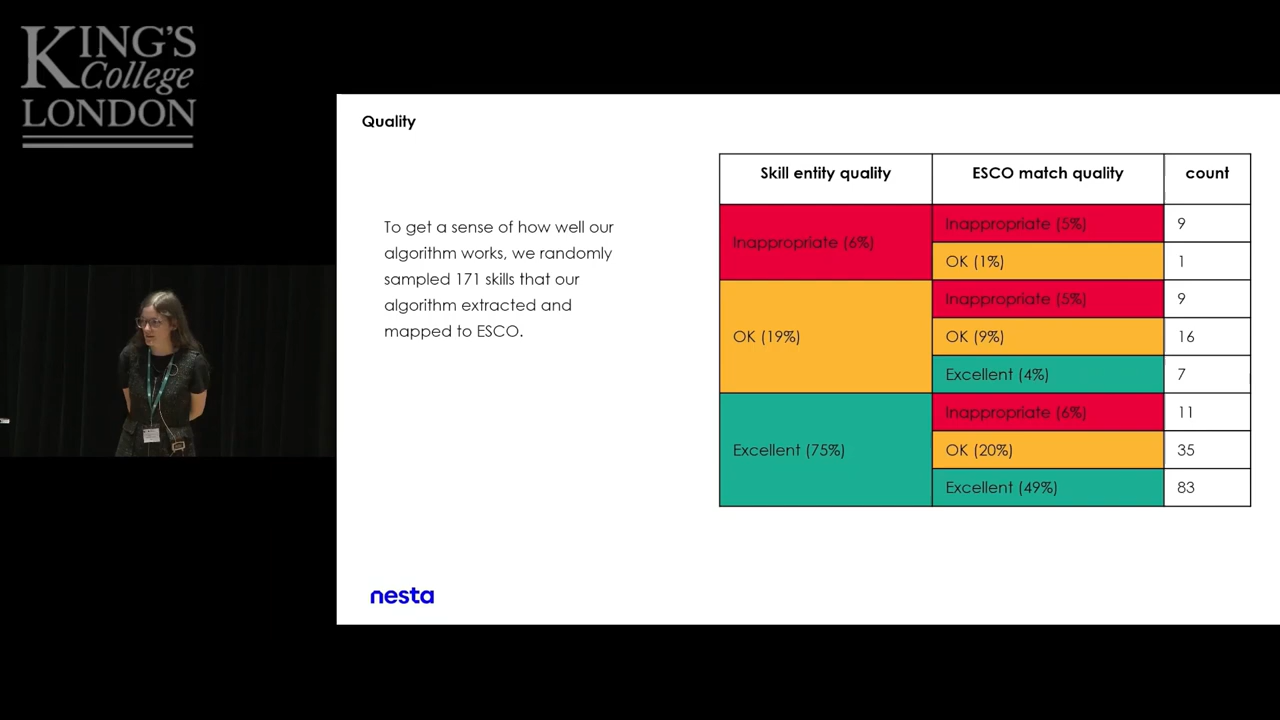 KING'S
College
LONDON
Quality
To get a sense of how well our
algorithm works, we randomly
sampled 171 skills that our
algorithm extracted and
mapped to ESCO.
Skill entity quality ESCO match quality count
Inappropriate (6%)
Inappropriate (5%) 9
OK (1%) 1
OK (19%)
Inappropriate (5%) 9
OK (9%) 16
Excellent (4%) 7
Excellent (75%)
Inappropriate (6%) 11
OK (20%) 35
Excellent (49%) 83
nesta